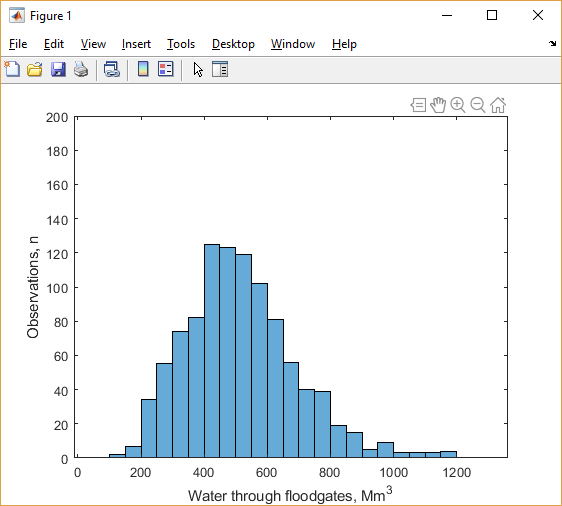 Figure 1
File Edit View Insert Tools Desktop Window Help
200
180
160
140
120
100
80
60
40
20
0
Observations, n
0 200 400 600 800 1000 1200
Water through floodgates, Mm³